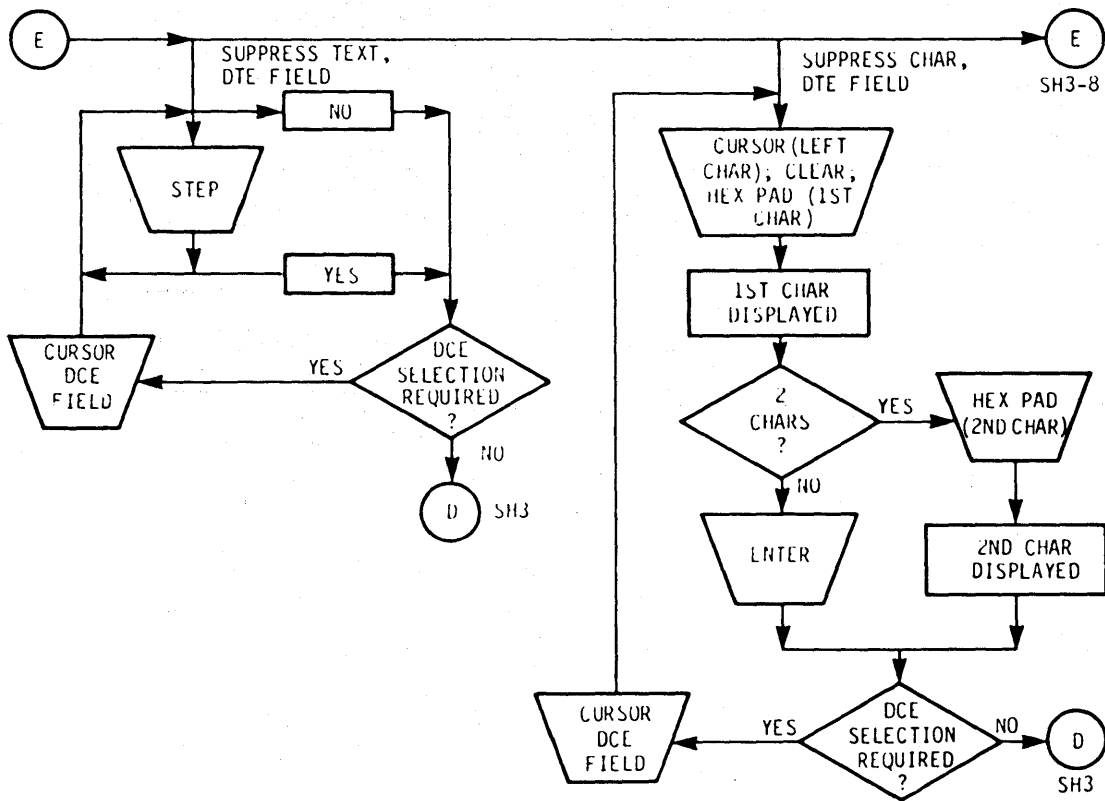 E
SUPPRESS TEXT,
DTE FIELD
NO
STEP
YES
CURSOR
DCE
FIELD
YES
DCE
SELECTION
REQUIRED
?
NO
D
SH3
E
SH3-8
SUPPRESS CHAR,
DTE FIELD
CURSOR(LEFT
CHAR); CLEAR;
HEX PAD (1ST
CHAR)
1ST CHAR
DISPLAYED
2
CHARS
?
YES
HEX PAD
(2ND CHAR)
NO
ENTER
2ND CHAR
DISPLAYED
CURSOR
DCE
FIELD
YES
DCE
SELECTION
REQUIRED
?
NO
D
SH3